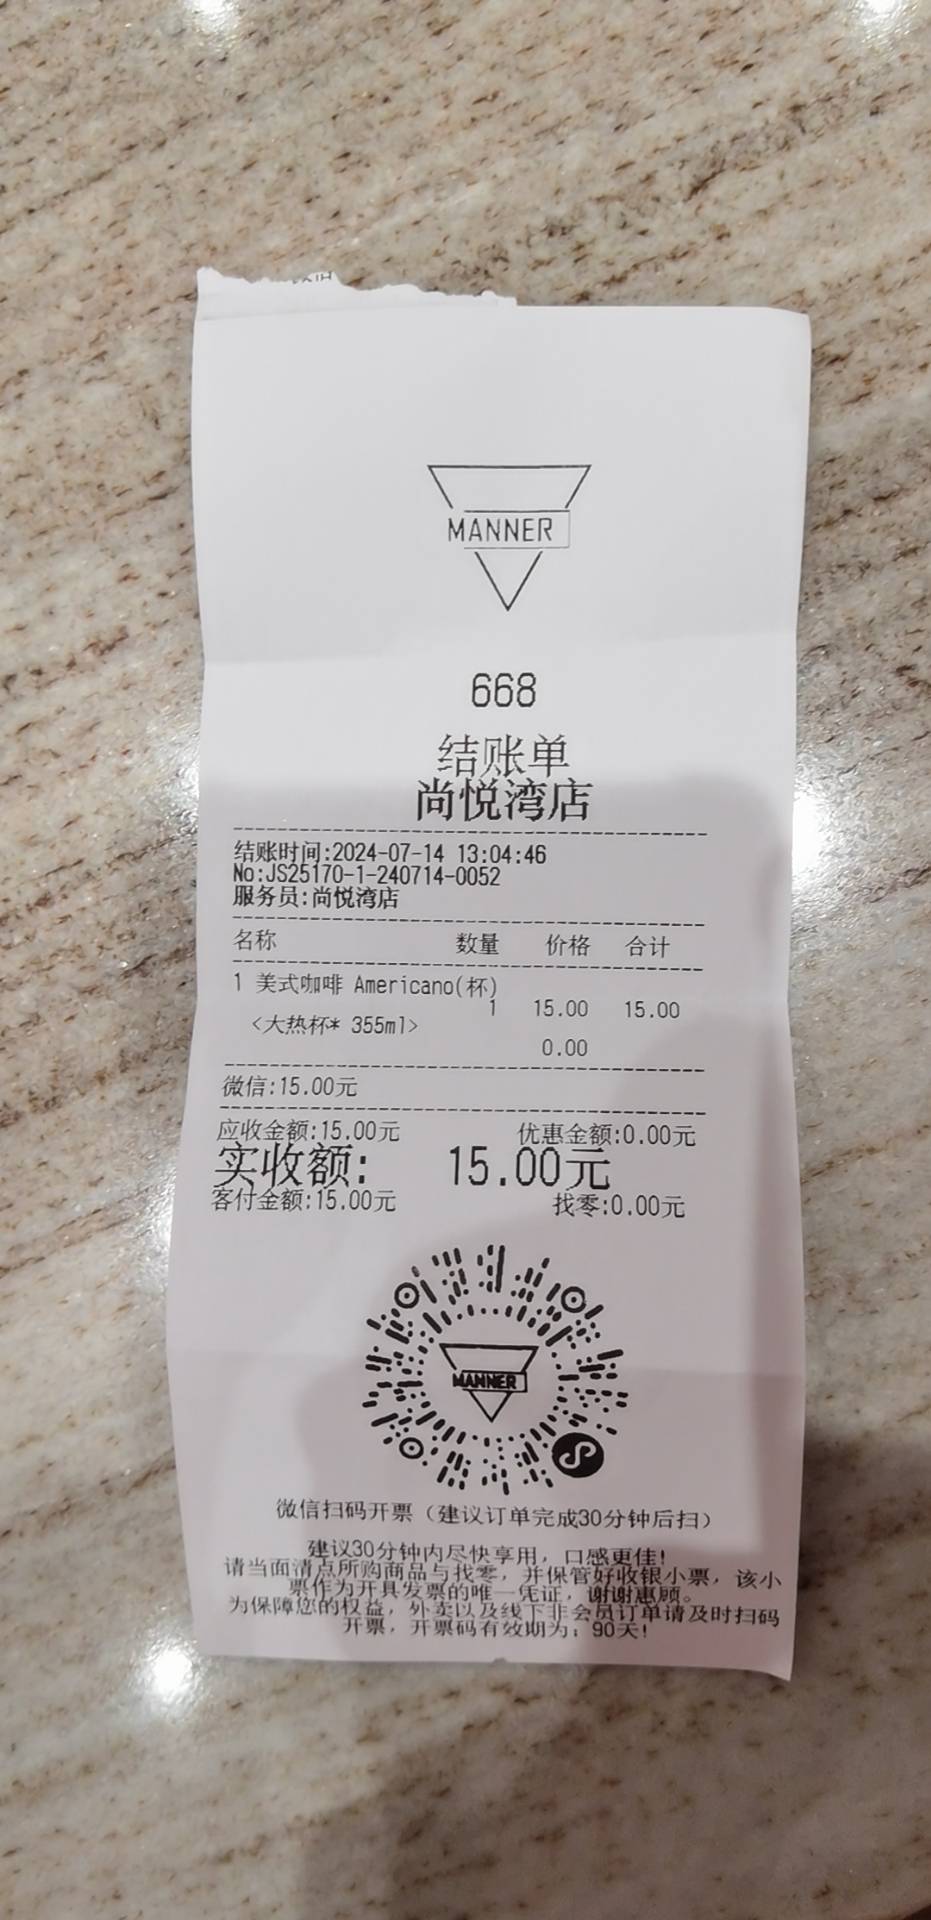 MANNER
668
结账单
尚悦湾店
结账时间:2024-07-14 13:04:46
No:JS25170-1-240714-0052
服务员:尚悦湾店
名称 数量 价格 合计
1 美式咖啡 Americano(杯)
1 15.00 15.00
<大热杯* 355ml>
0.00
微信:15.00元
应收金额:15.00元 优惠金额:0.00元
实收额: 15.00元
客付金额:15.00元 找零:0.00元
MANNER
微信扫码开票（建议订单完成30分钟后扫）
建议30分钟内尽快享用，口感更佳!
请当面清点所购商品与找零，并保管好收银小票，该小
票作为开具发票的唯一凭证，谢谢惠顾。
为保障您的权益，外卖以及线下非会员订单请及时扫码
开票，开票码有效期为：90天!